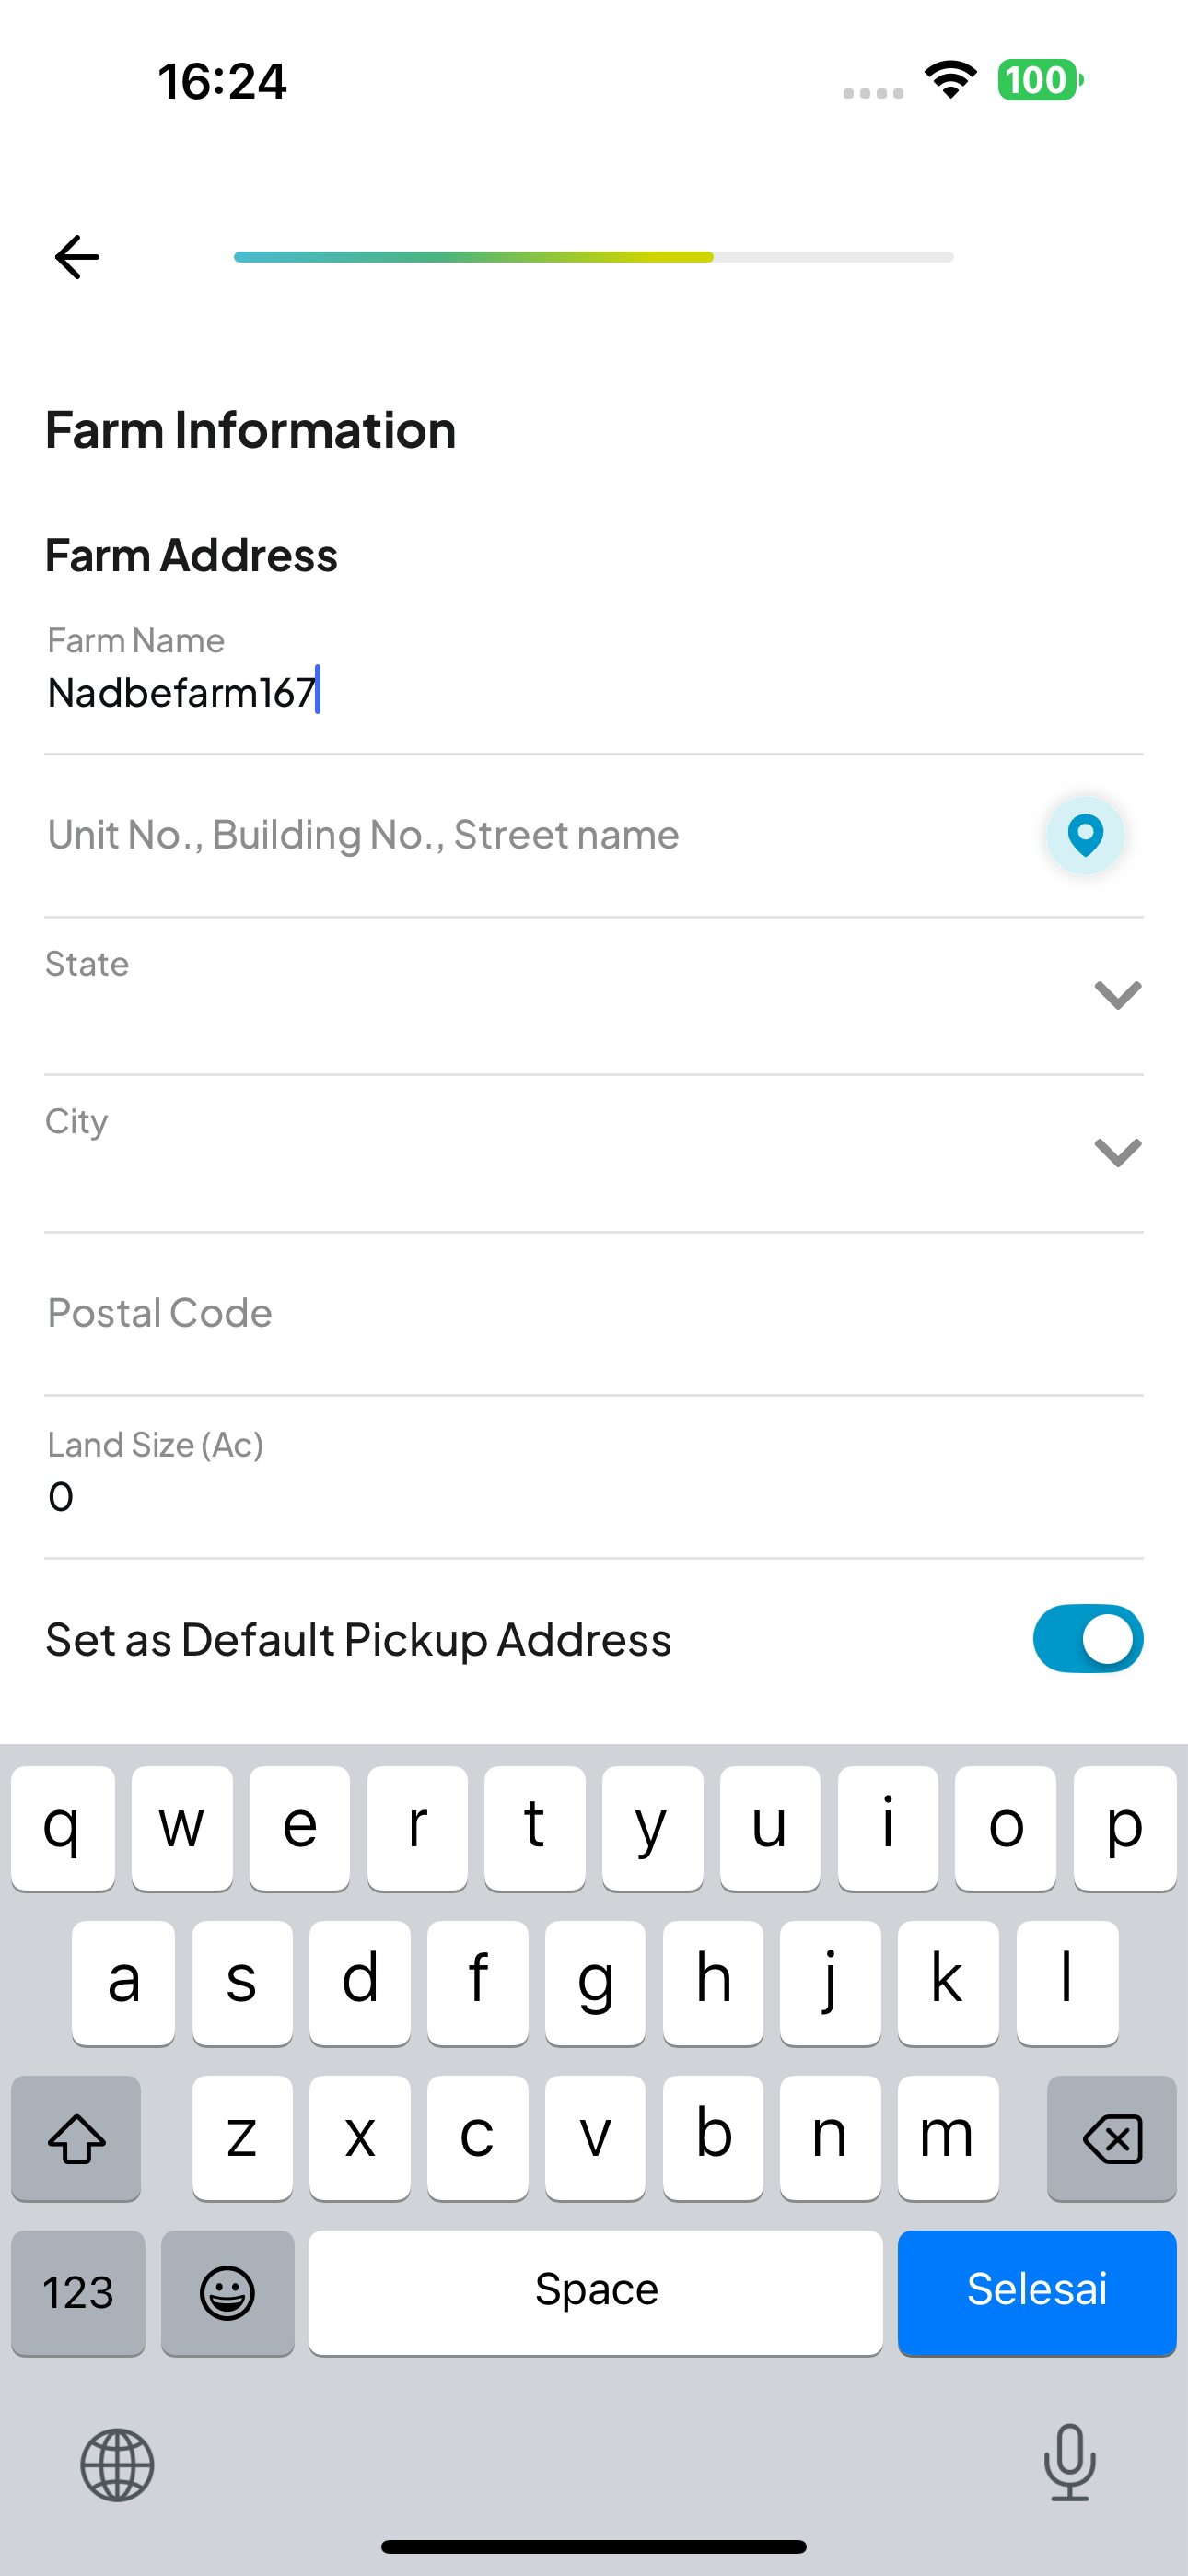 16:24
100
Farm Information
Farm Address
Farm Name
Nadbefarm167
Unit No., Building No., Street name
State
City
Postal Code
Land Size (Ac)
0
Set as Default Pickup Address
q w e r t y u i o p
a s d f g h j k l
z x c v b n m
123 Space Selesai